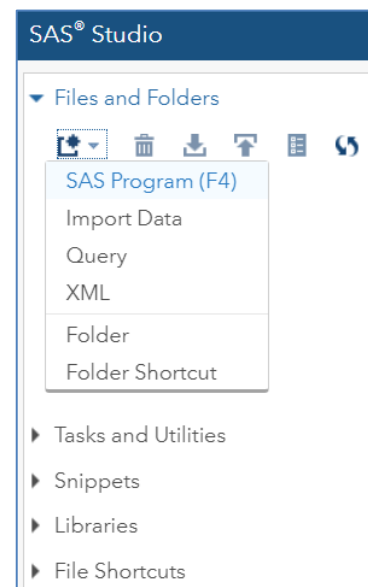 SAS® Studio
Files and Folders
SAS Program (F4)
Import Data
Query
XML
Folder
Folder Shortcut
Tasks and Utilities
Snippets
Libraries
File Shortcuts